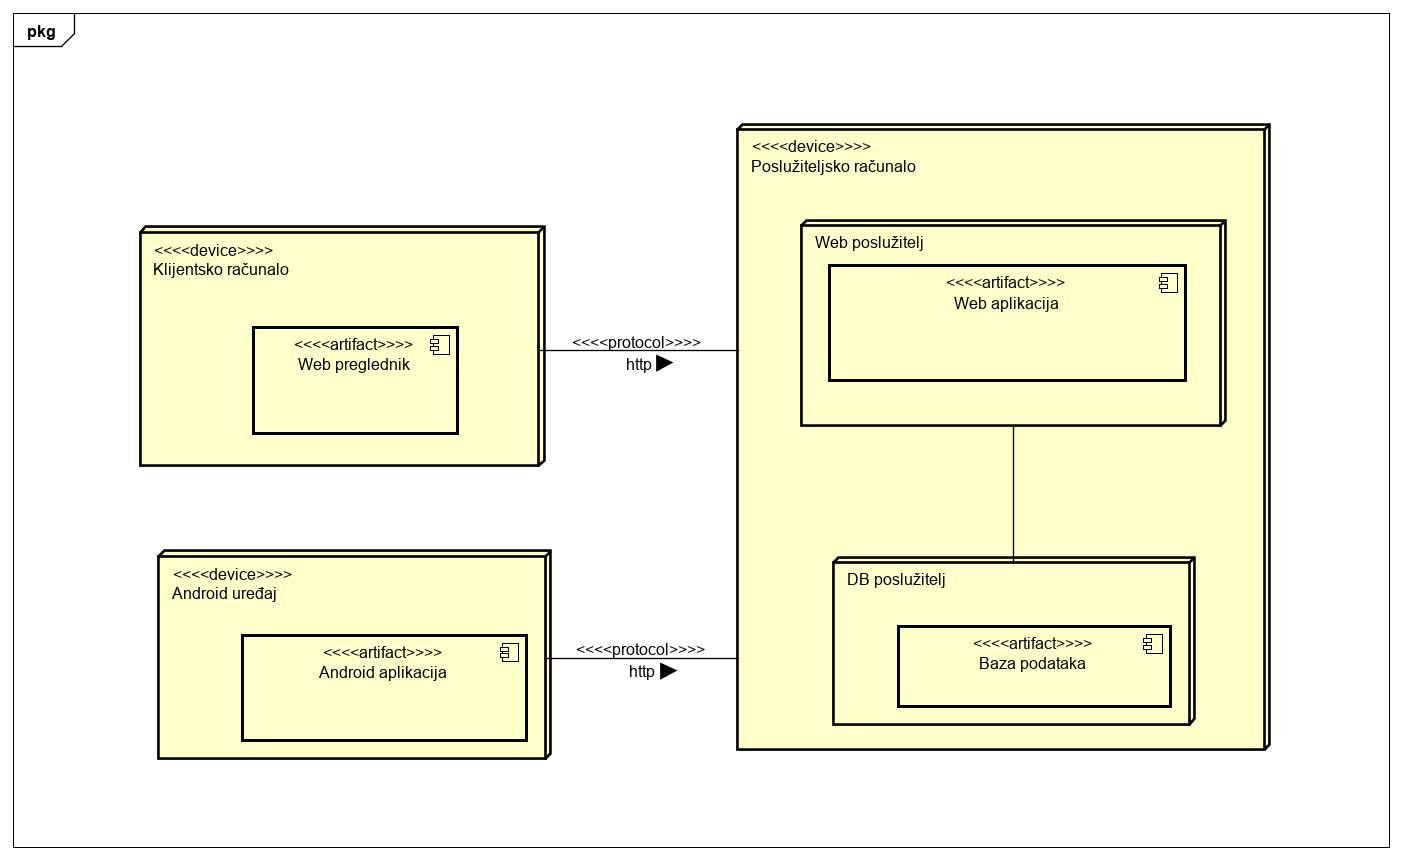 pkg
<<<<device>>>>
Poslužiteljsko računalo
Web poslužitelj
<<<<artifact>>>>
Web aplikacija
<<<<device>>>>
Klijentsko računalo
<<<<artifact>>>>
Web preglednik
<<<<protocol>>>>
http
<<<<device>>>>
Android uređaj
<<<<artifact>>>>
Android aplikacija
<<<<protocol>>>>
http
DB poslužitelj
<<<<artifact>>>>
Baza podataka